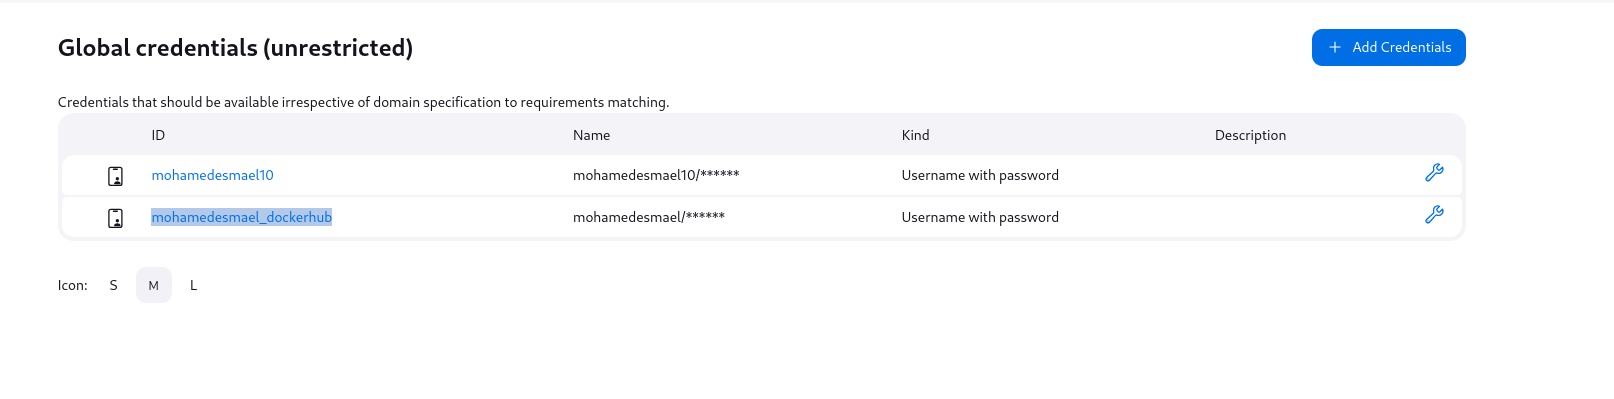 Global credentials (unrestricted)
+ Add Credentials
Credentials that should be available irrespective of domain specification to requirements matching.
ID Name Kind Description
mohamedesmael10 mohamedesmael10/****** Username with password
mohamedesmael_dockerhub mohamedesmael/****** Username with password
Icon: S M L